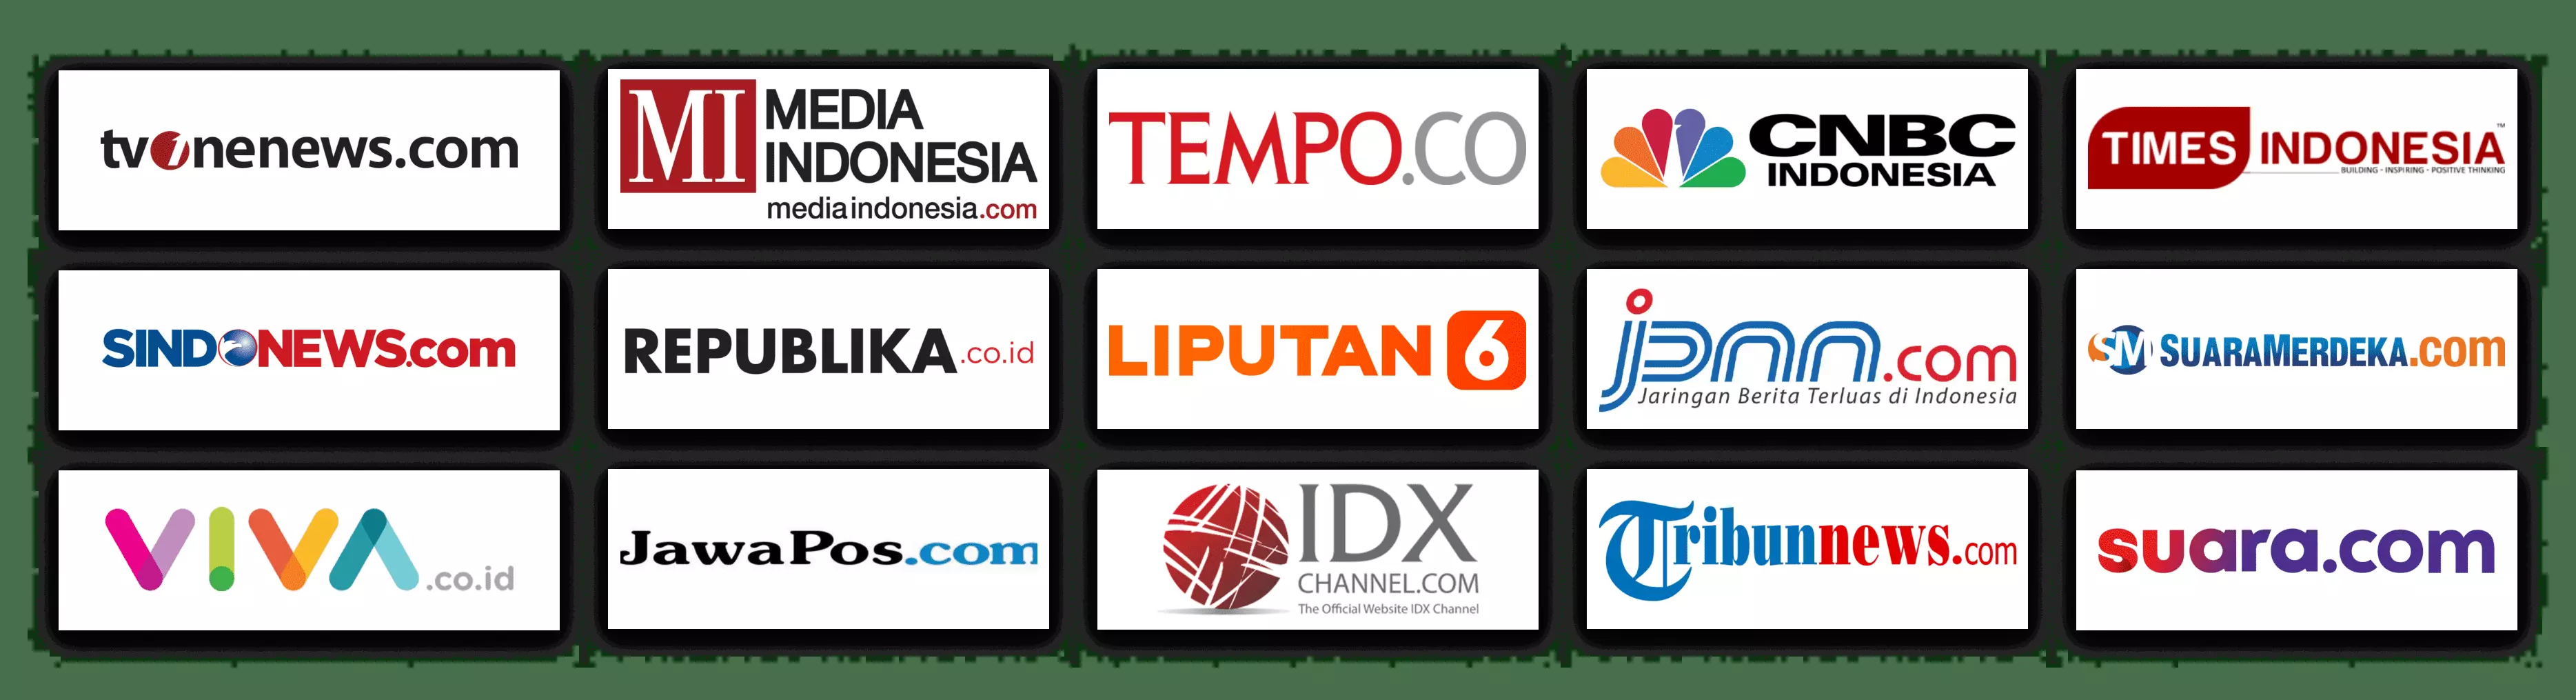 tvOnenews.com
MI MEDIA
INDONESIA
mediaindonesia.com
TEMPO.CO
CNBC
INDONESIA
TIMES INDONESIA™
BUILDING - INSPIRING - POSITIVE THINKING
SINDONEWS.com
REPUBLIKA.co.id
LIPUTAN 6
jpnn.com
Jaringan Berita Terluas di Indonesia
SM SUARAMERDEKA.com
VIVA.co.id
JawaPos.com
IDX
CHANNEL.COM
The Official Website IDX Channel
Tribunnews.com
suara.com